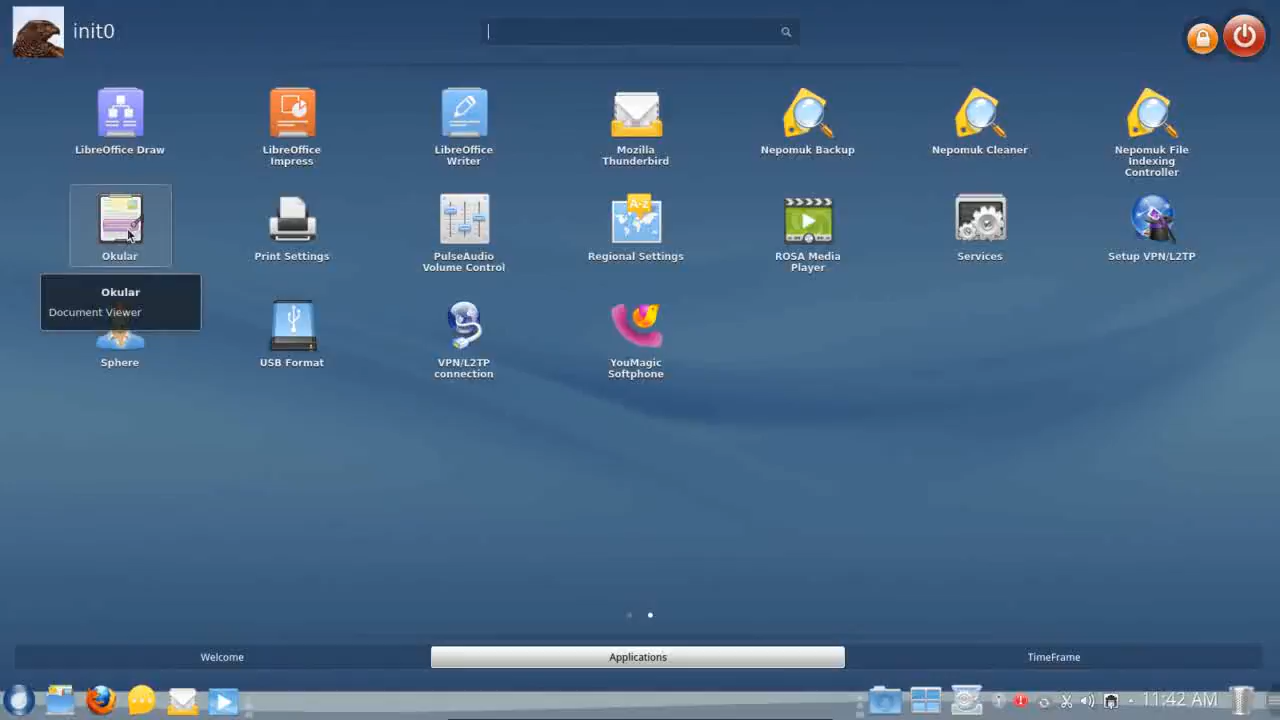 init0
LibreOffice Draw
LibreOffice
Impress
LibreOffice
Writer
Mozilla
Thunderbird
Nepomuk Backup
Nepomuk Cleaner
Nepomuk File
Indexing
Controller
Okular
Print Settings
PulseAudio
Volume Control
A-Z
Regional Settings
ROSA Media
Player
Services
Setup VPN/L2TP
Okular
Document Viewer
Sphere
USB Format
VPN/L2TP
connection
YouMagic
Softphone
Welcome
Applications
TimeFrame
11:42 AM